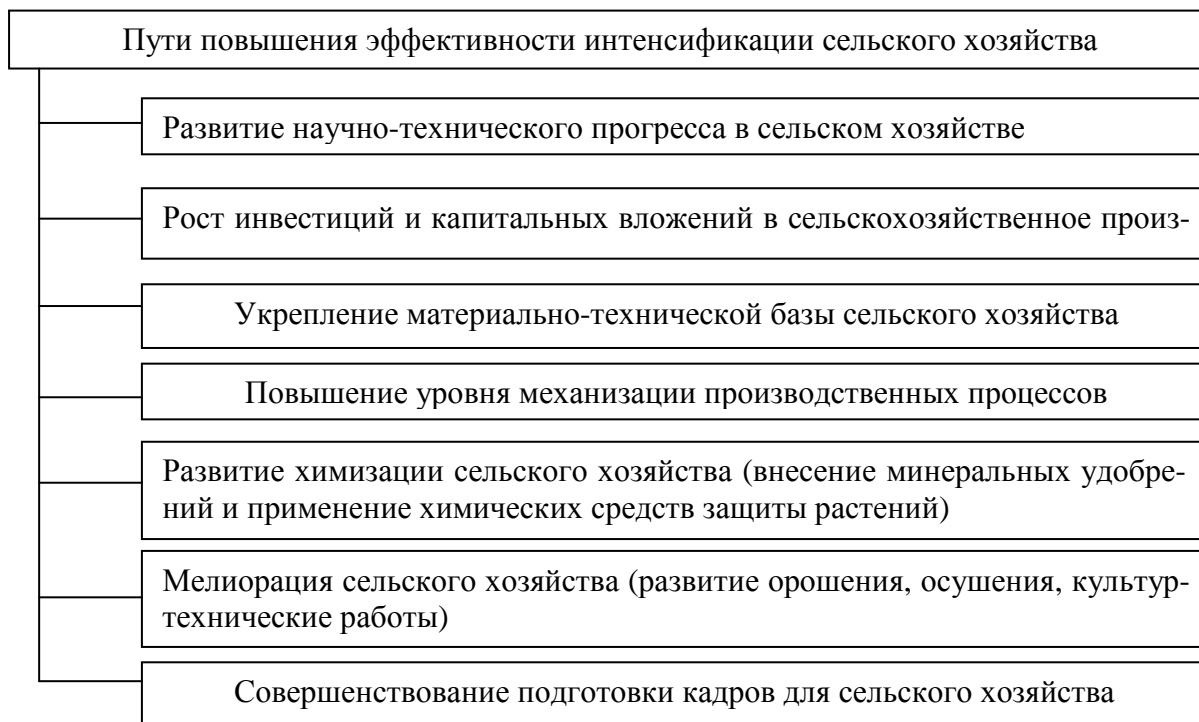 Пути повышения эффективности интенсификации сельского хозяйства
Развитие научно-технического прогресса в сельском хозяйстве
Рост инвестиций и капитальных вложений в сельскохозяйственное произ-
Укрепление материально-технической базы сельского хозяйства
Повышение уровня механизации производственных процессов
Развитие химизации сельского хозяйства (внесение минеральных удобре-
ний и применение химических средств защиты растений)
Мелиорация сельского хозяйства (развитие орошения, осушения, культур-
технические работы)
Совершенствование подготовки кадров для сельского хозяйства